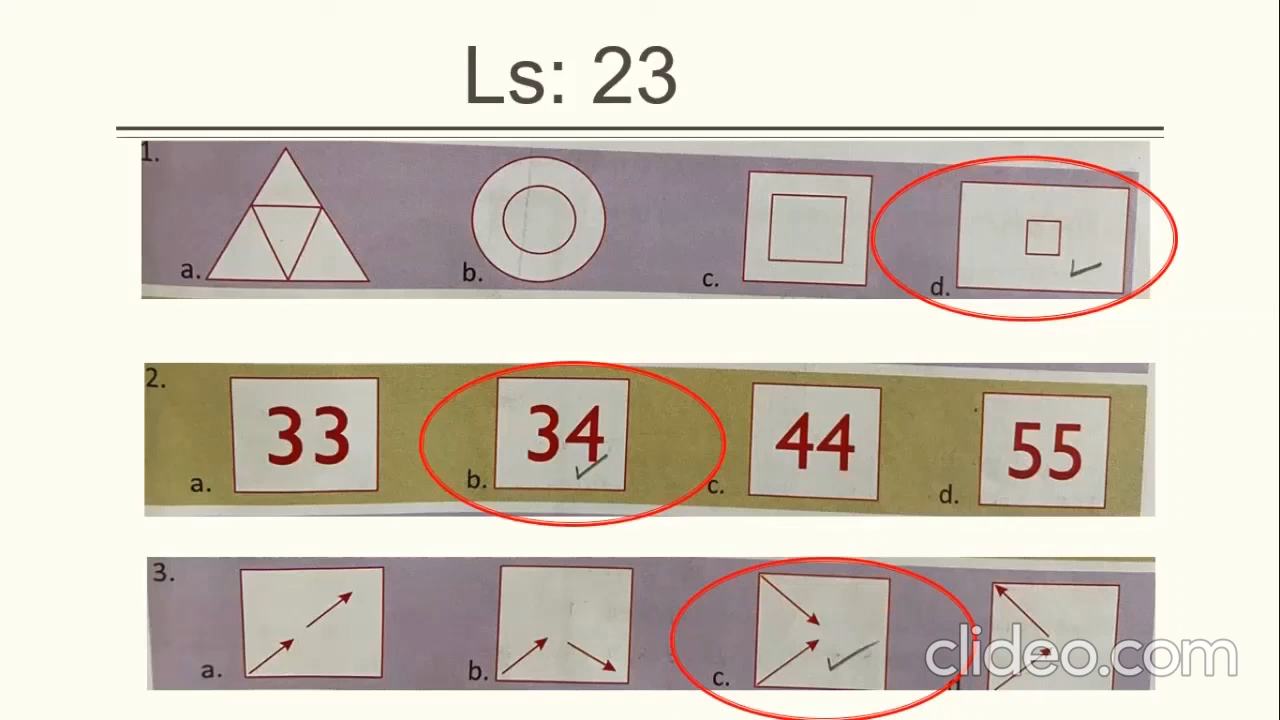 Ls: 23
1.
a. b. c. d.
2.
33 34 44 55
a. b. c. d.
3.
a. b. c. d
clideo.com